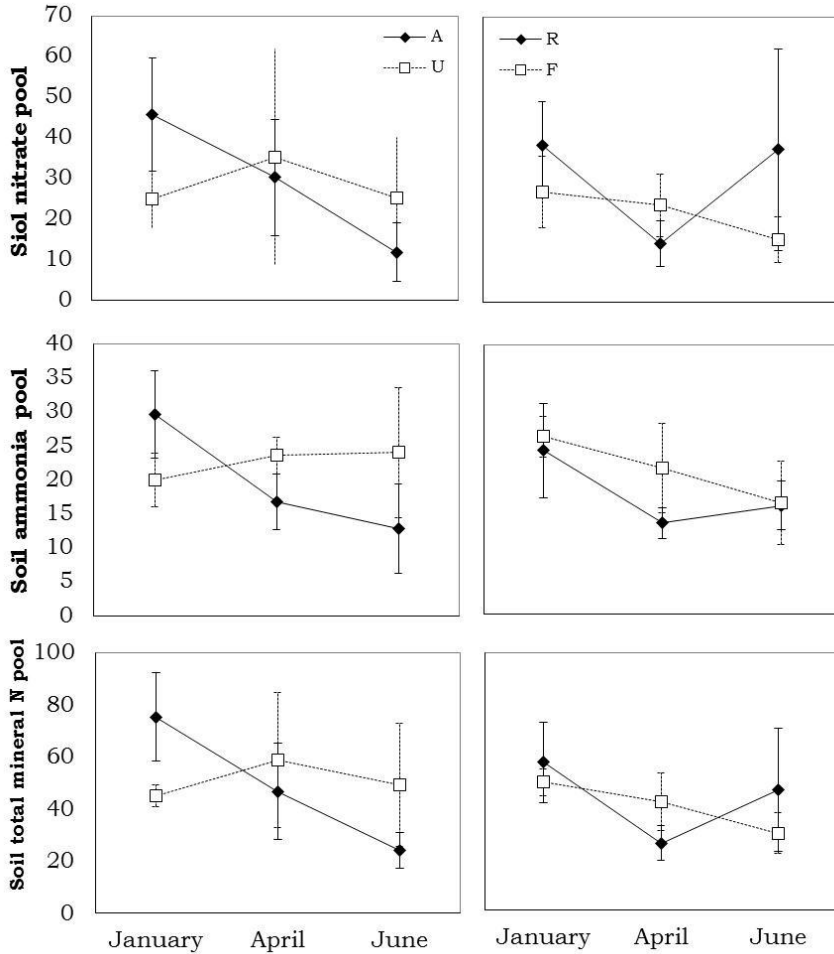 Siol nitrate pool
70
60
50
40
30
20
10
0
A
U
R
F
Soil ammonia pool
40
35
30
25
20
15
10
5
0
Soil total mineral N pool
100
80
60
40
20
0
January April June
January April June